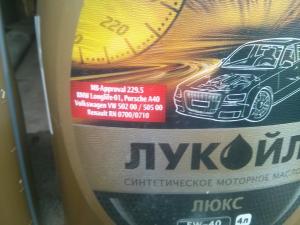 220
MB-Approval 229.5
BMW Longlife-01, Porsche A40
Volkswagen VW 502 00 / 505 00
Renault RN 0700/0710
ЛУКОЙЛ
СИНТЕТИЧЕСКОЕ МОТОРНОЕ МАСЛО
ЛЮКС
5W-40
4л